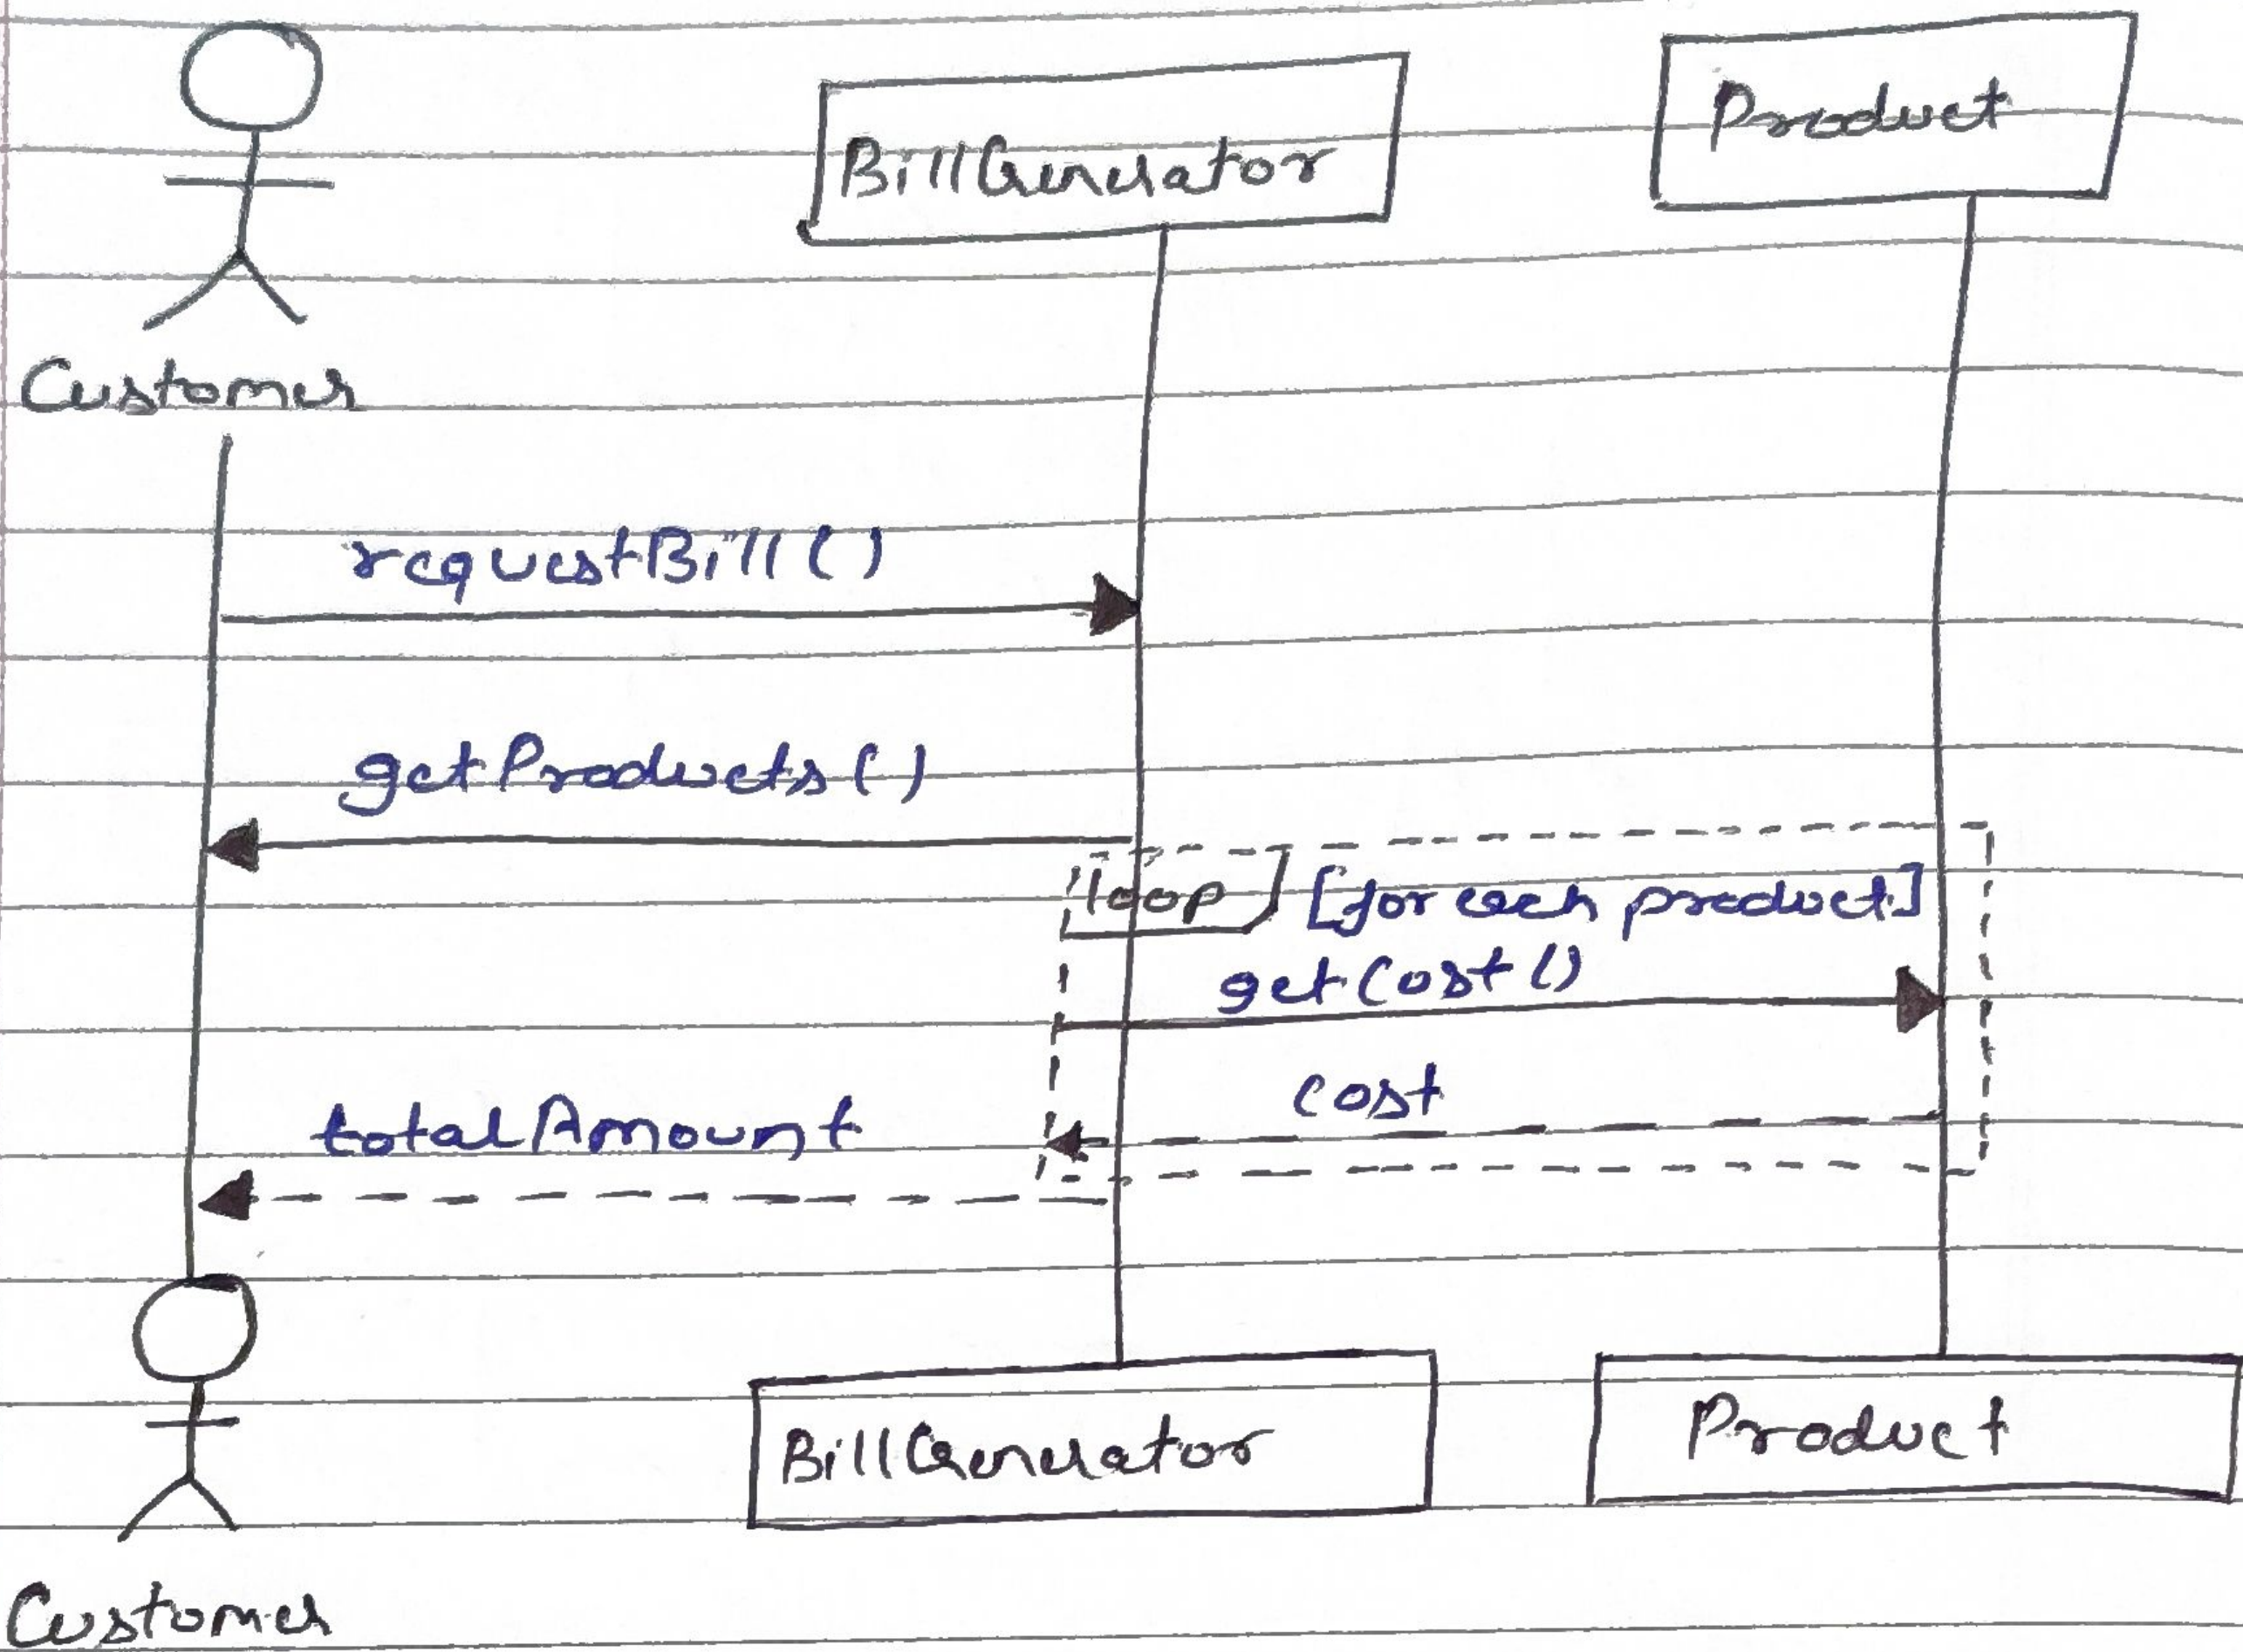 BillGenerator
Product
Customer
requestBill()
getProducts()
loop [for each product]
getCost()
cost
totalAmount
BillGenerator
Product
Customer